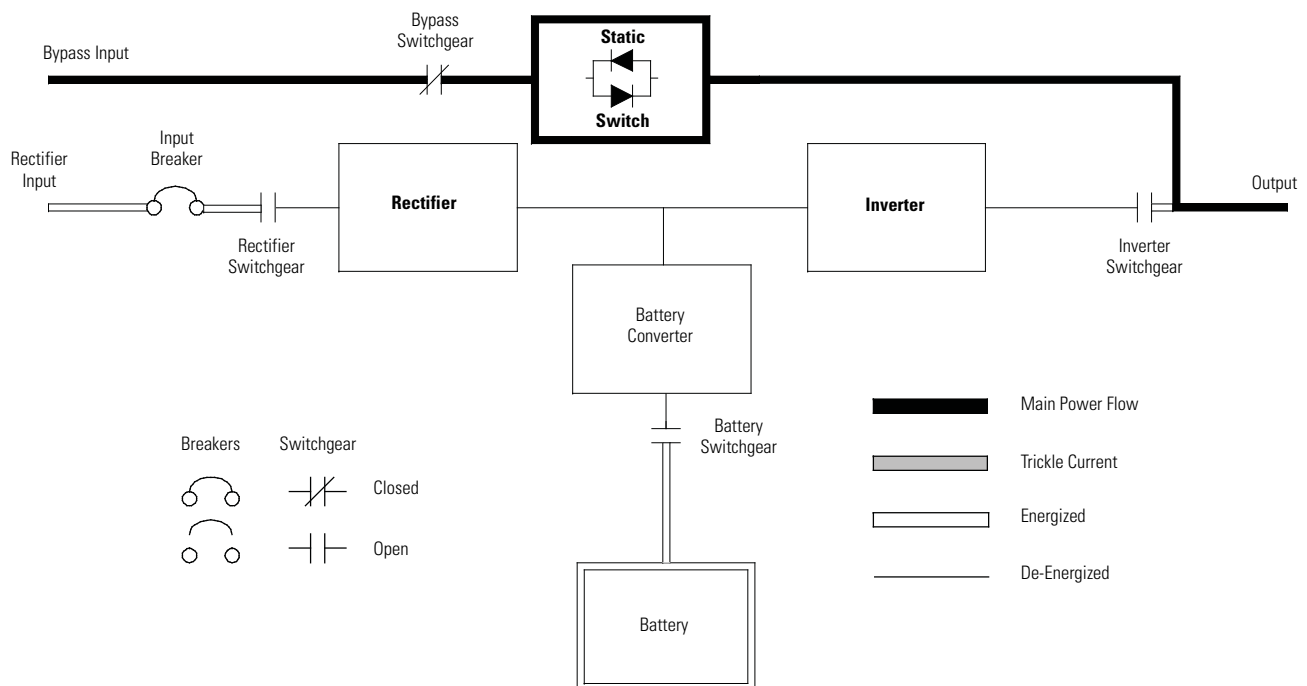 Bypass
Switchgear
Bypass Input
Static
Switch
Input
Breaker
Rectifier
Input
Rectifier
Inverter
Output
Rectifier
Switchgear
Inverter
Switchgear
Battery
Converter
Battery
Switchgear
Breakers
Switchgear
Closed
Open
Battery
Main Power Flow
Trickle Current
Energized
De-Energized